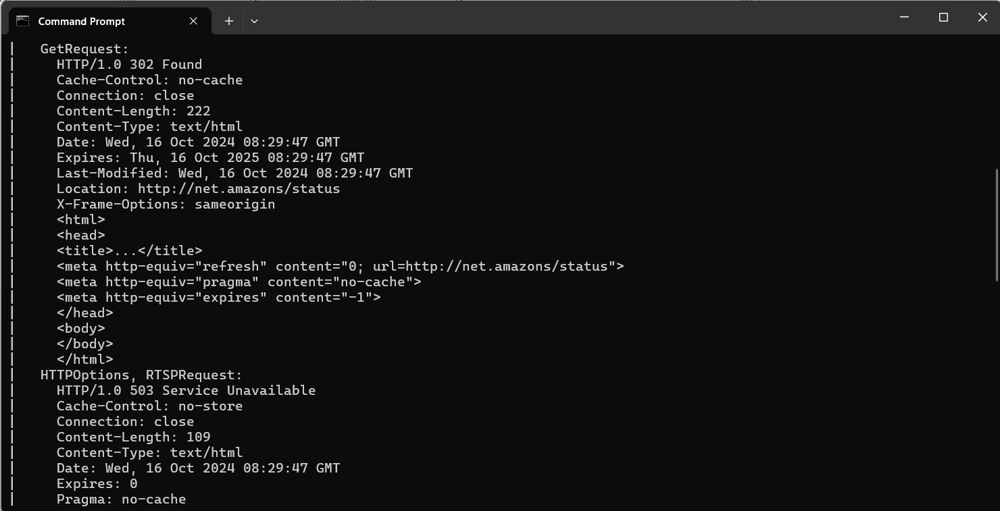 Command Prompt
| GetRequest:
| HTTP/1.0 302 Found
| Cache-Control: no-cache
| Connection: close
| Content-Length: 222
| Content-Type: text/html
| Date: Wed, 16 Oct 2024 08:29:47 GMT
| Expires: Thu, 16 Oct 2025 08:29:47 GMT
| Last-Modified: Wed, 16 Oct 2024 08:29:47 GMT
| Location: http://net.amazons/status
| X-Frame-Options: sameorigin
| <html>
| <head>
| <title>...</title>
| <meta http-equiv="refresh" content="0; url=http://net.amazons/status">
| <meta http-equiv="pragma" content="no-cache">
| <meta http-equiv="expires" content="-1">
| </head>
| <body>
| </body>
| </html>
| HTTPOptions, RTSPRequest:
| HTTP/1.0 503 Service Unavailable
| Cache-Control: no-store
| Connection: close
| Content-Length: 109
| Content-Type: text/html
| Date: Wed, 16 Oct 2024 08:29:47 GMT
| Expires: 0
| Pragma: no-cache